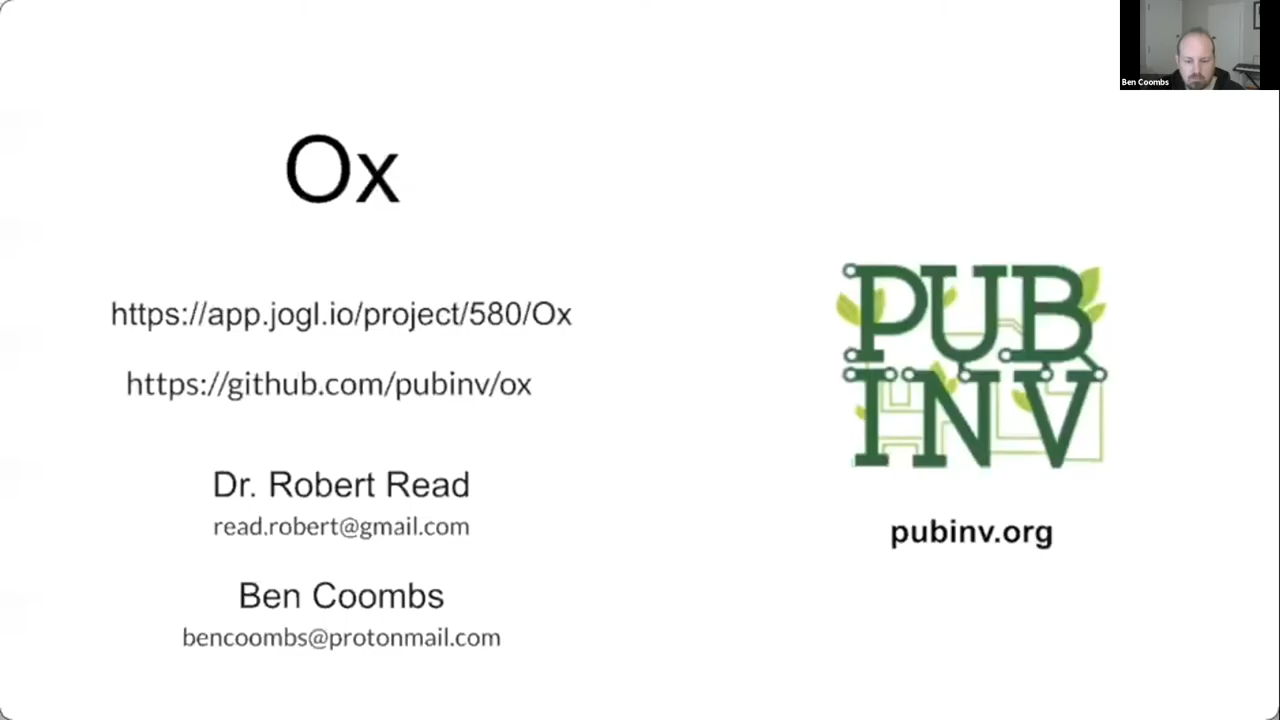 Ox
https://app.jogl.io/project/580/Ox
https://github.com/pubinv/ox
Dr. Robert Read
read.robert@gmail.com
Ben Coombs
bencoombs@protonmail.com
PUB
INV
pubinv.org
Ben Coombs